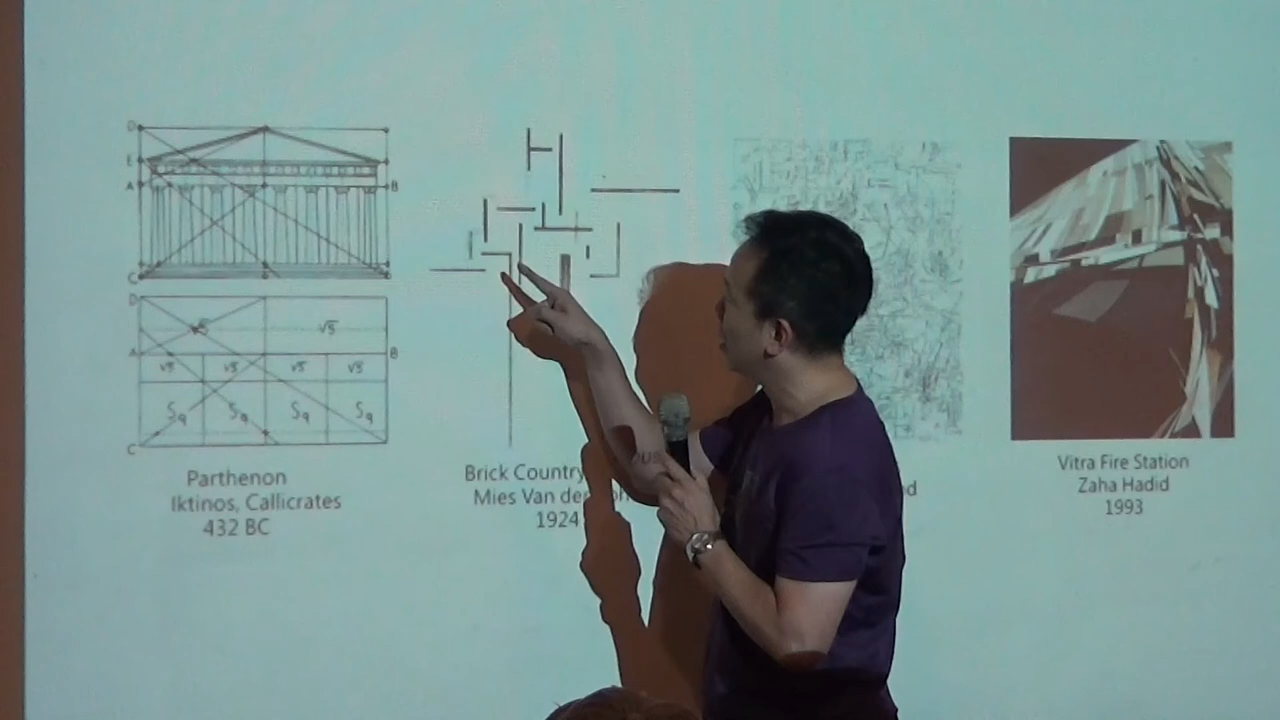 D
E
A
B
C
D
√5
√5
A
B
√5
√5
√5
√5
Sq
Sq
Sq
Sq
C
Parthenon
Iktinos, Callicrates
432 BC
Brick Country
Mies Van der
1924
Vitra Fire Station
Zaha Hadid
1993